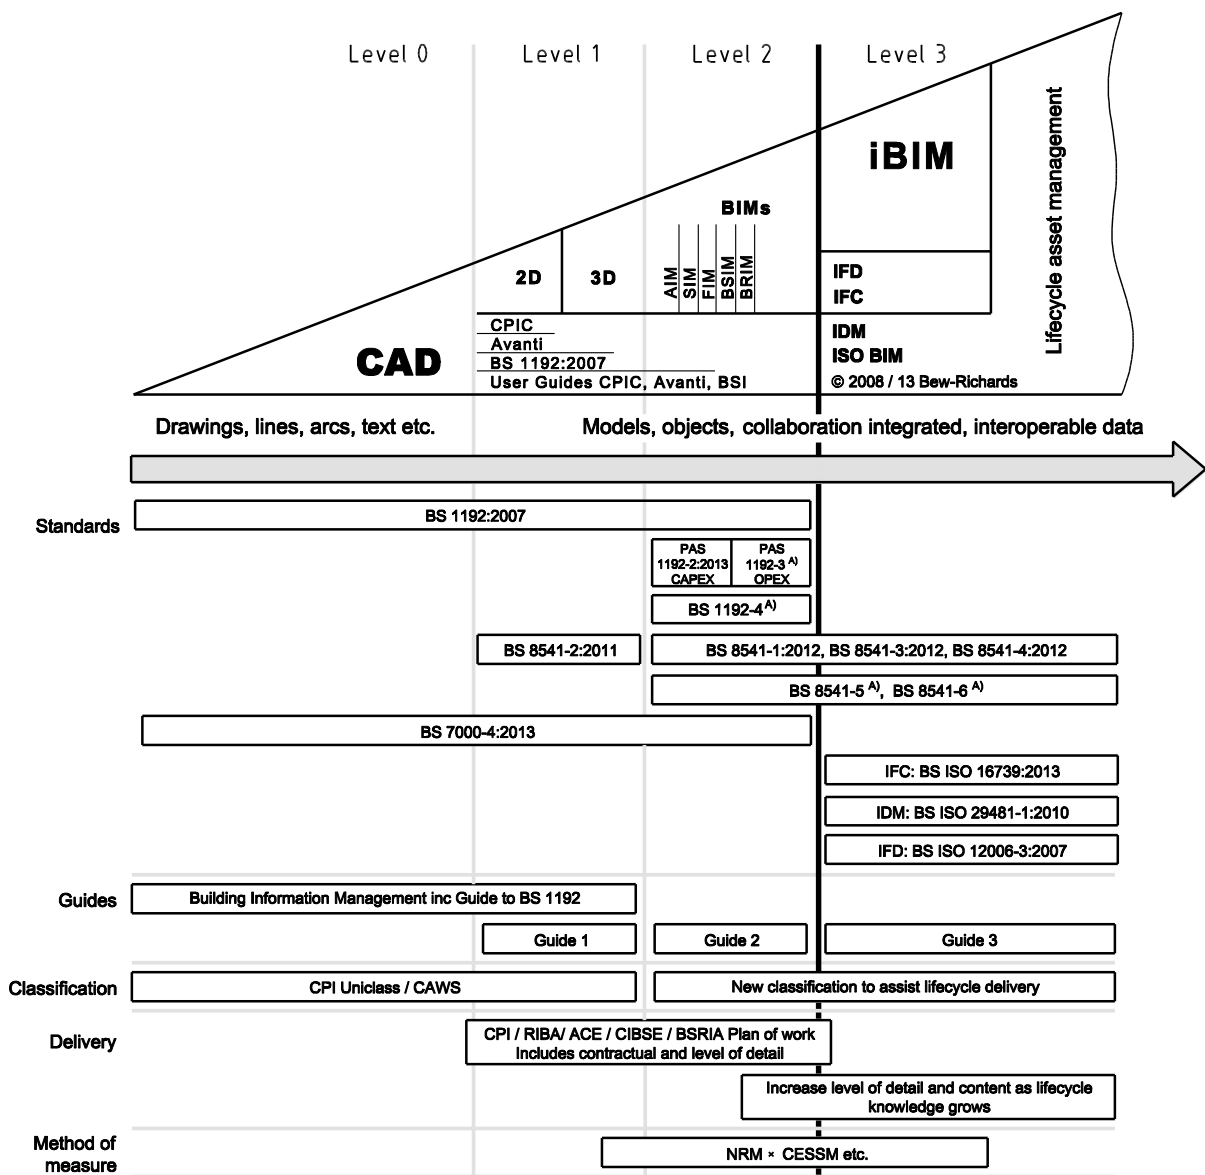 Level 0
Level 1
Level 2
Level 3
iBIM
Lifecycle asset management
BIMs
2D
3D
AIM
SIM
FIM
BSIM
BRIM
IFD
IFC
CPIC
Avanti
BS 1192:2007
User Guides CPIC, Avanti, BSI
CAD
IDM
ISO BIM
© 2008 / 13 Bew-Richards
Drawings, lines, arcs, text etc.
Models, objects, collaboration integrated, interoperable data
Standards
BS 1192:2007
PAS
1192-2:2013
CAPEX
PAS
1192-3 A)
OPEX
BS 1192-4 A)
BS 8541-2:2011
BS 8541-1:2012, BS 8541-3:2012, BS 8541-4:2012
BS 8541-5 A), BS 8541-6 A)
BS 7000-4:2013
IFC: BS ISO 16739:2013
IDM: BS ISO 29481-1:2010
IFD: BS ISO 12006-3:2007
Guides
Building Information Management inc Guide to BS 1192
Guide 1
Guide 2
Guide 3
Classification
CPI Uniclass / CAWS
New classification to assist lifecycle delivery
Delivery
CPI / RIBA/ ACE / CIBSE / BSRIA Plan of work
Includes contractual and level of detail
Increase level of detail and content as lifecycle
knowledge grows
Method of
measure
NRM × CESSM etc.